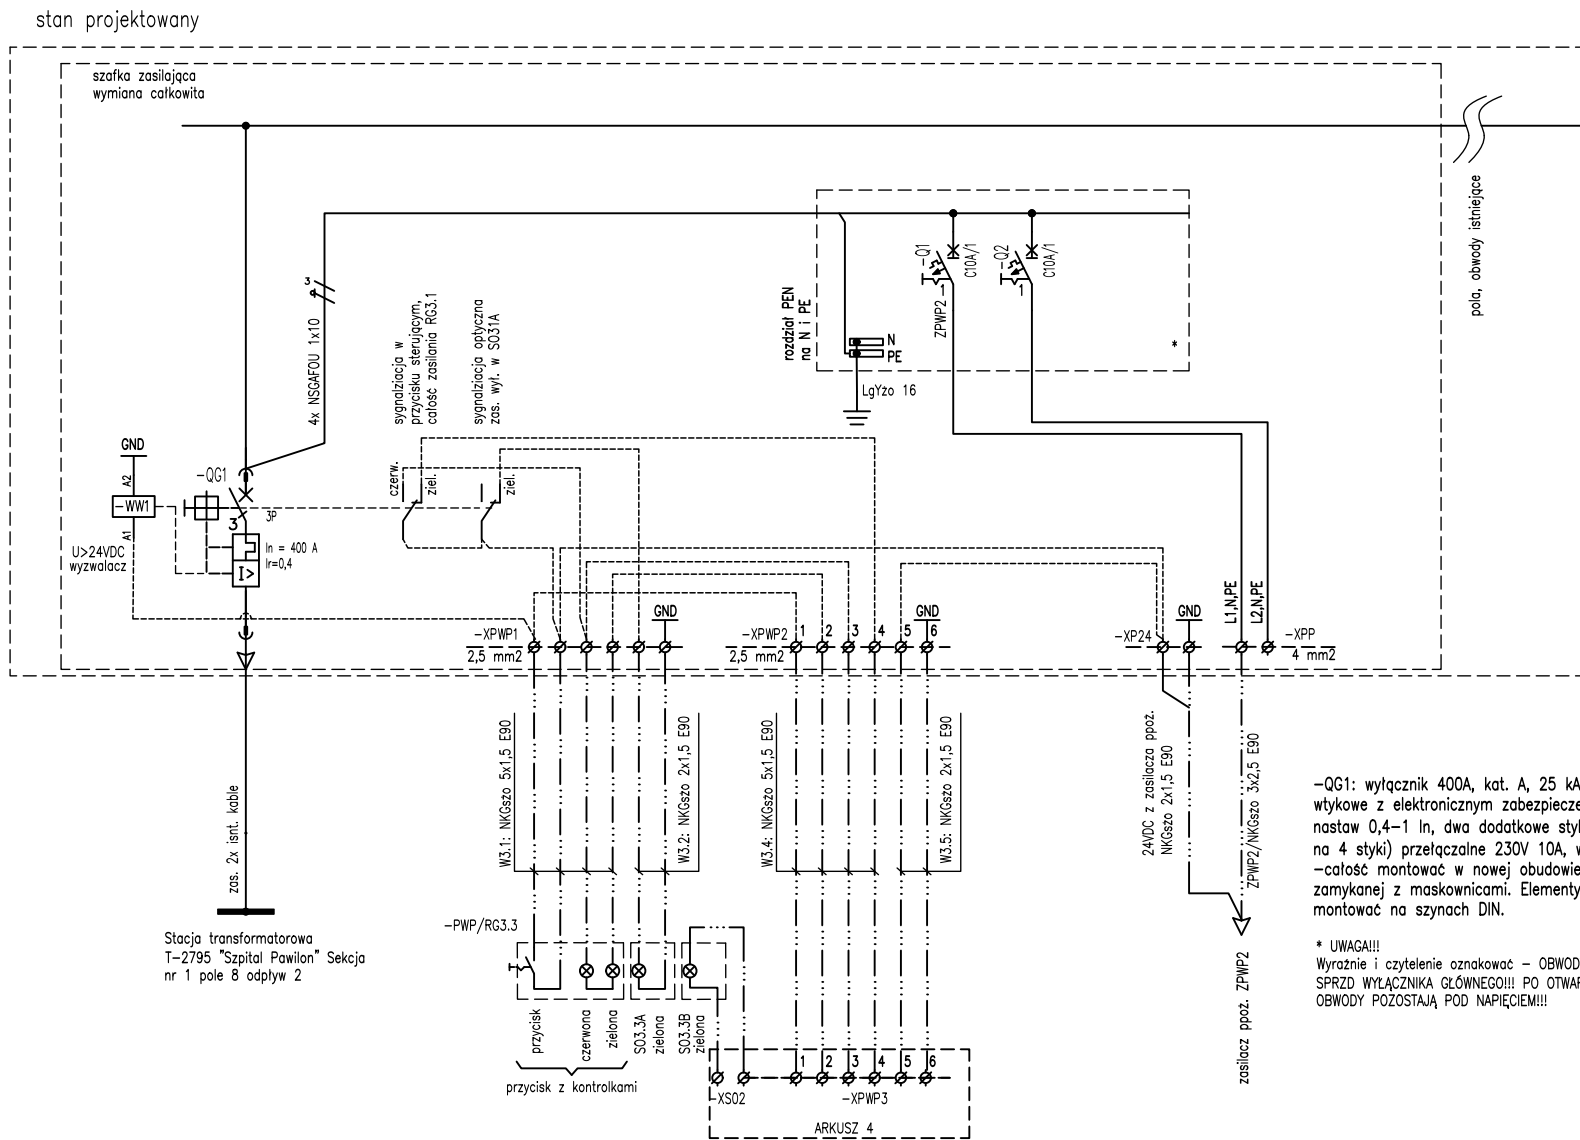 stan projektowany
szafka zasilająca
wymiana całkowita
pola, obwody istniejące
-Q1
C10A/1
1
ZPWP2
-Q2
C10A/1
1
rozdział PEN
na N i PE
N
PE
LgYżo 16
*
3
4x NSGAFOU 1x10
sygnalziacja w
przycisku sterującym,
całość zasilania RG3.1
sygnalziacja optyczna
zas. wył. w SO31A
GND
A2
-WW1
A1
U>24VDC
wyzwalacz
-QG1
3
3P
In = 400 A
Ir=0,4
I>
czerw.
ziel.
ziel.
-XPWP1
2,5 mm2
GND
-XPWP2
2,5 mm2
1
2
3
4
5
6
GND
-XP24
GND
L1,N,PE
L2,N,PE
-XPP
4 mm2
W3.1: NKGszo 5x1,5 E90
W3.2: NKGszo 2x1,5 E90
W3.4: NKGszo 5x1,5 E90
W3.5: NKGszo 2x1,5 E90
24VDC z zasilacza ppoż.
NKGszo 2x1,5 E90
ZPWP2/NKGszo 3x2,5 E90
zas. 2x isnt. kable
Stacja transformatorowa
T-2795 "Szpital Pawilon" Sekcja
nr 1 pole 8 odpływ 2
-PWP/RG3.3
przycisk
czerwona
zielona
SO3.3A
zielona
SO3.3B
zielona
przycisk z kontrolkami
-XSO2
1
2
3
4
5
6
-XPWP3
ARKUSZ 4
zasilacz ppoż. ZPWP2
-QG1: wyłącznik 400A, kat. A, 25 kA
wtykowe z elektronicznym zabezpiecze
nastaw 0,4-1 In, dwa dodatkowe sty
na 4 styki) przełączalne 230V 10A, w
-całość montować w nowej obudowie
zamykanej z maskownicami. Elementy
montować na szynach DIN.
* UWAGA!!!
Wyraźnie i czytelenie oznakować - OBWOD
SPRZD WYŁĄCZNIKA GŁÓWNEGO!!! PO OTWAR
OBWODY POZOSTAJĄ POD NAPIĘCIEM!!!